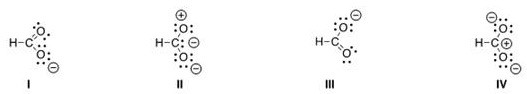 ⊕ ⊖ ⊖
O O O O
H–C H–C ⊖ H–C H–C ⊕
O O O O
⊖ ⊖ ⊖
I II III IV